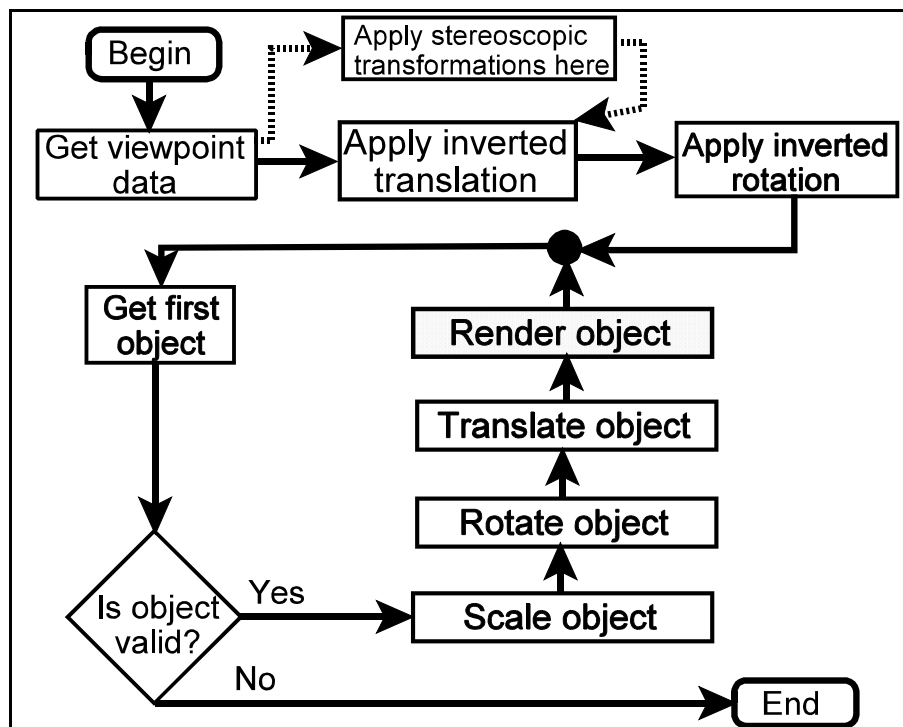 Begin
Apply stereoscopic
transformations here
Get viewpoint
data
Apply inverted
translation
Apply inverted
rotation
Get first
object
Render object
Translate object
Rotate object
Scale object
Is object
valid?
Yes
No
End